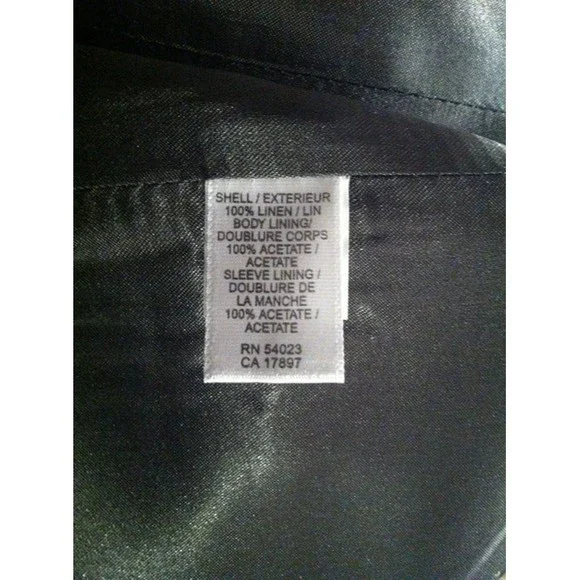 SHELL / EXTERIEUR
100% LINEN / LIN
BODY LINING/
DOUBLURE CORPS
100% ACETATE /
ACETATE
SLEEVE LINING /
DOUBLURE DE
LA MANCHE
100% ACETATE /
ACETATE
RN 54023
CA 17897